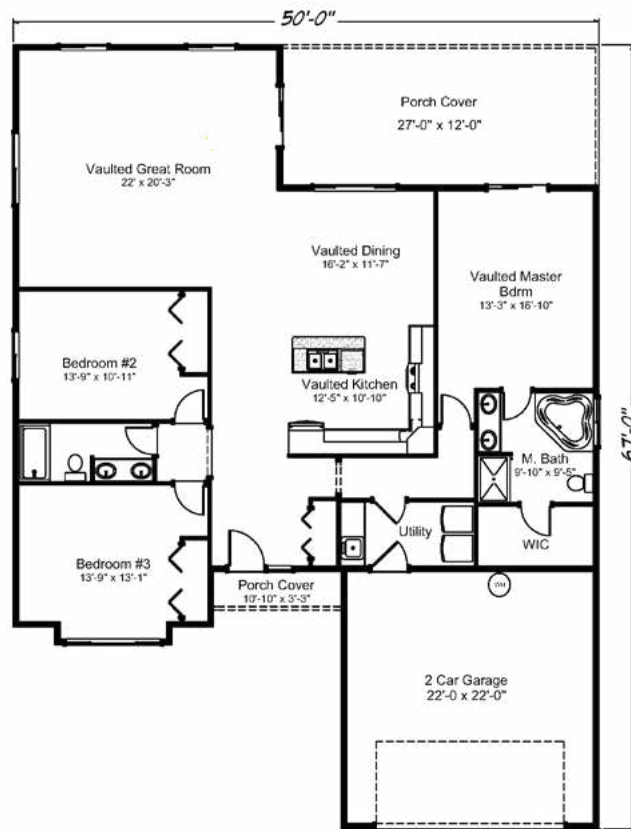 50'-0"
Porch Cover
27'-0" x 12'-0"
Vaulted Great Room
22' x 20'-3"
Vaulted Dining
16'-2" x 11'-7"
Vaulted Master
Bdrm
13'-3" x 16'-10"
Bedroom #2
13'-9" x 10'-11"
Vaulted Kitchen
12'-5" x 10'-10"
67'-0"
M. Bath
9'-10" x 9'-5"
Utility
WIC
Bedroom #3
13'-9" x 13'-1"
Porch Cover
10'-10" x 3'-3"
2 Car Garage
22'-0 x 22'-0"